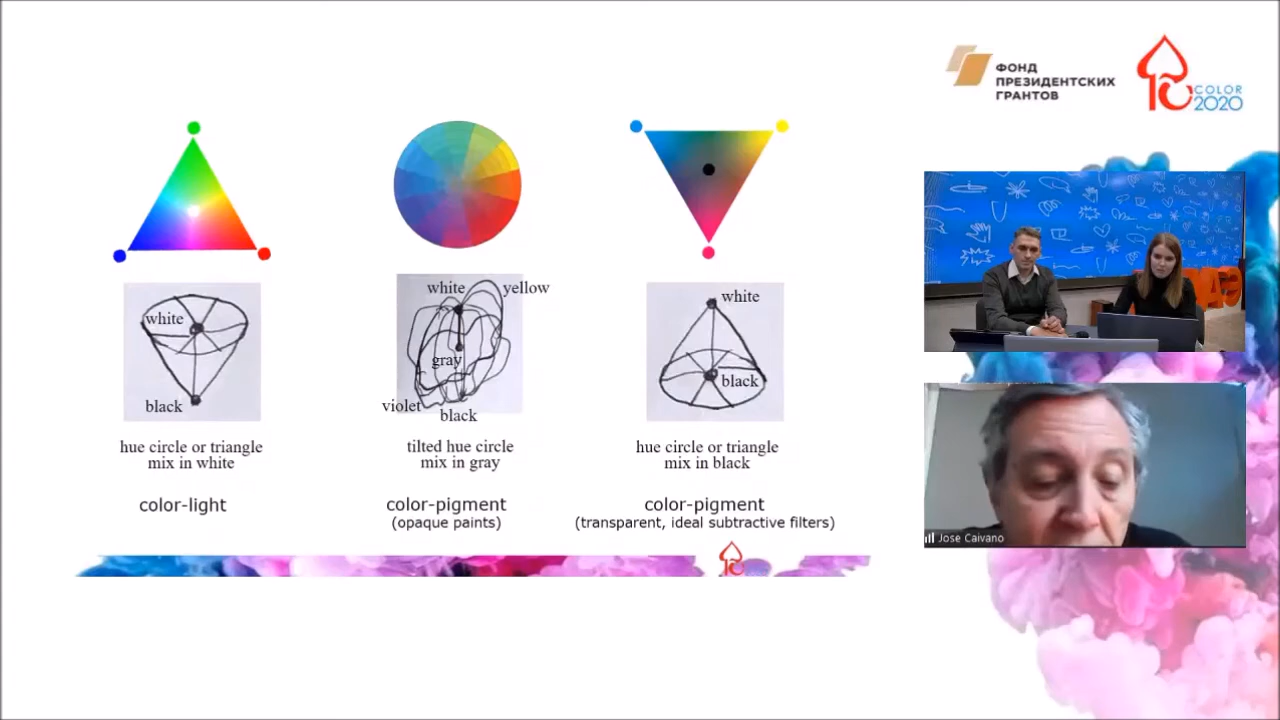 ФОНД
ПРЕЗИДЕНТСКИХ
ГРАНТОВ
COLOR
2020
white
black
white
yellow
gray
violet
black
white
black
hue circle or triangle
mix in white
tilted hue circle
mix in gray
hue circle or triangle
mix in black
color-light
color-pigment
(opaque paints)
color-pigment
(transparent, ideal subtractive filters)
Jose Caivano